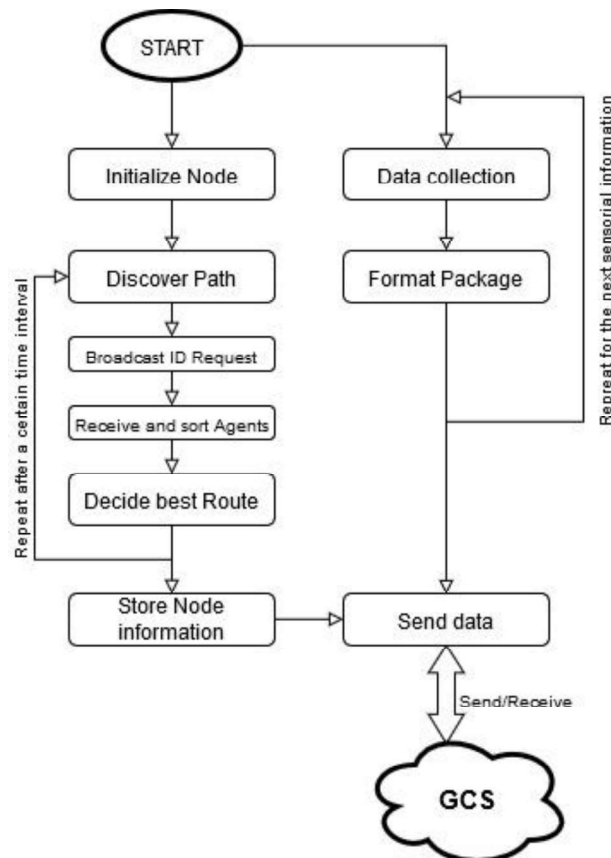 START
Initialize Node
Data collection
Discover Path
Format Package
Broadcast ID Request
Receive and sort Agents
Decide best Route
Store Node
information
Send data
Send/Receive
GCS
Repeat after a certain time interval
Repreat for the next sensorial information